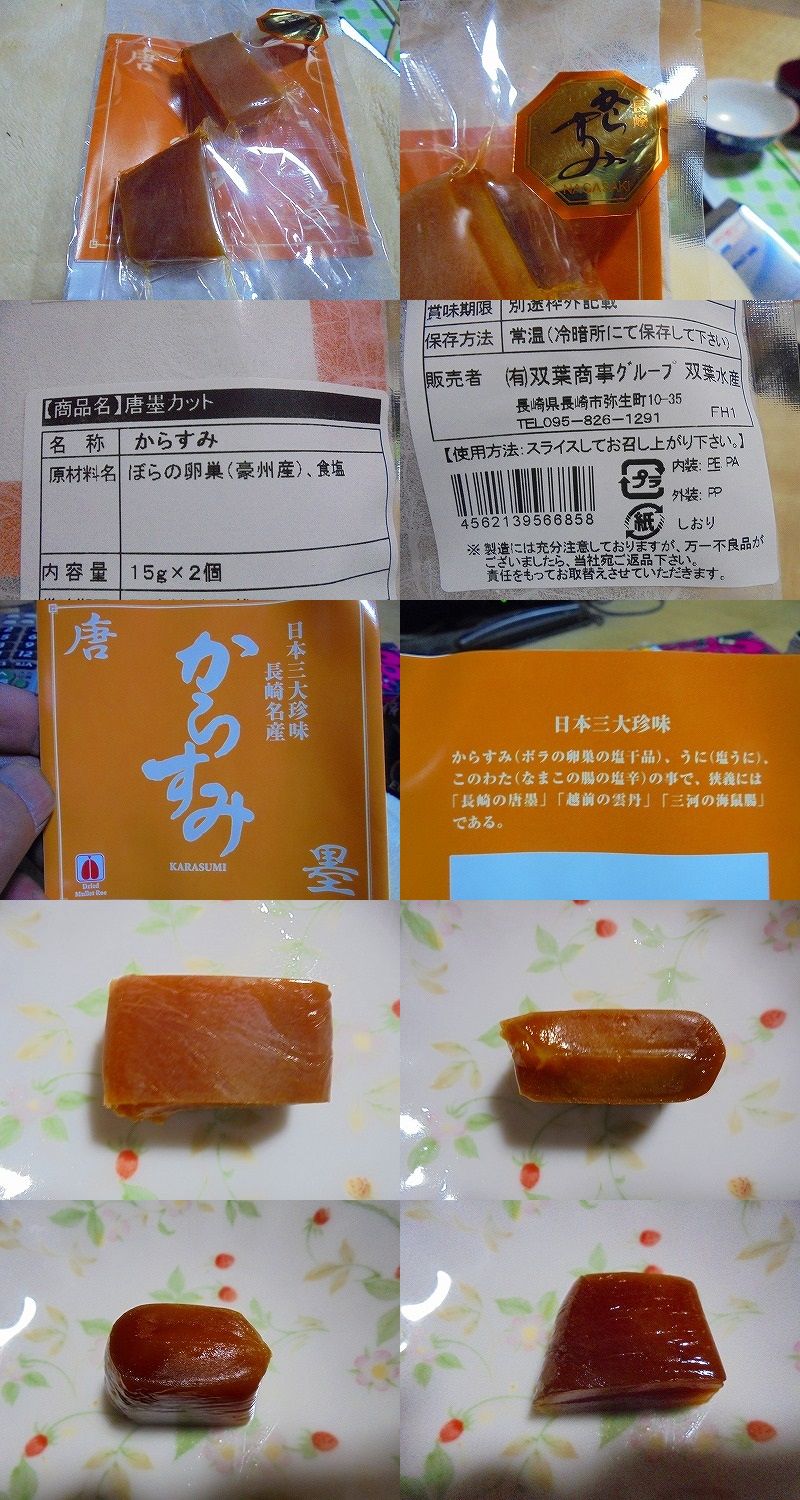 唐
長崎
からすみ
NAGASAKI
【商品名】唐墨カット
名 称 からすみ
原材料名 ぼらの卵巣(豪州産)、食塩
内容量 15g×2個
賞味期限 別途枠外記載
保存方法 常温(冷暗所にて保存して下さい)
販売者 (有)双葉商事グループ 双葉水産
長崎県長崎市弥生町10-35
TEL095-826-1291 FH1
【使用方法:スライスしてお召し上がり下さい。】
4562139566858
プラ 内装: PE PA
外装: PP
紙 しおり
※製造には充分注意しておりますが、万一不良品が
ございましたら、当社宛ご返品下さい。
責任をもってお取替えさせていただきます。
唐
日本三大珍味
長崎名産
からすみ
KARASUMI
墨
Dried
Mullet Roe
日本三大珍味
からすみ(ボラの卵巣の塩干品)、うに(塩うに)、
このわた(なまこの腸の塩辛)の事で、狭義には
「長崎の唐墨」「越前の雲丹」「三河の海鼠腸」
である。